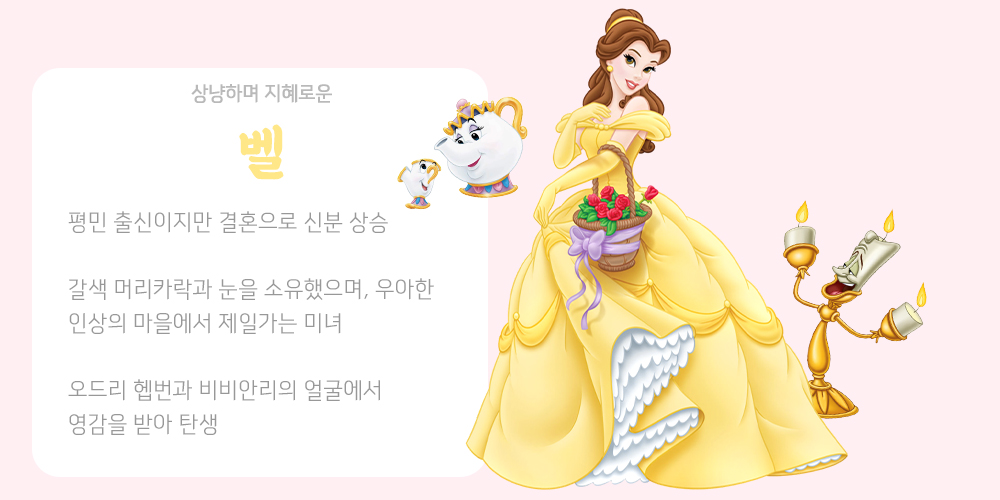 상냥하며 지혜로운
벨
평민 출신이지만 결혼으로 신분 상승
갈색 머리카락과 눈을 소유했으며, 우아한
인상의 마을에서 제일가는 미녀
오드리 헵번과 비비안리의 얼굴에서
영감을 받아 탄생